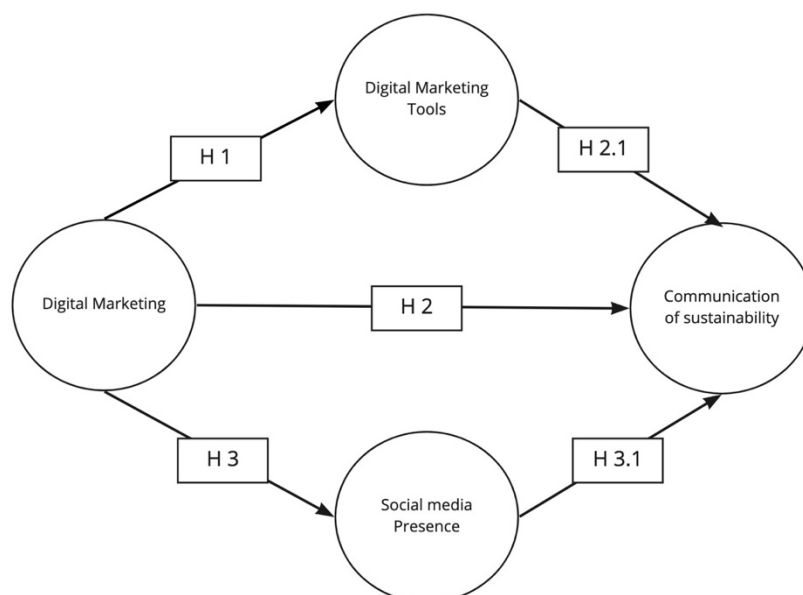 Digital Marketing
Tools
H 1
H 2.1
Digital Marketing
H 2
Communication
of sustainability
H 3
H 3.1
Social media
Presence